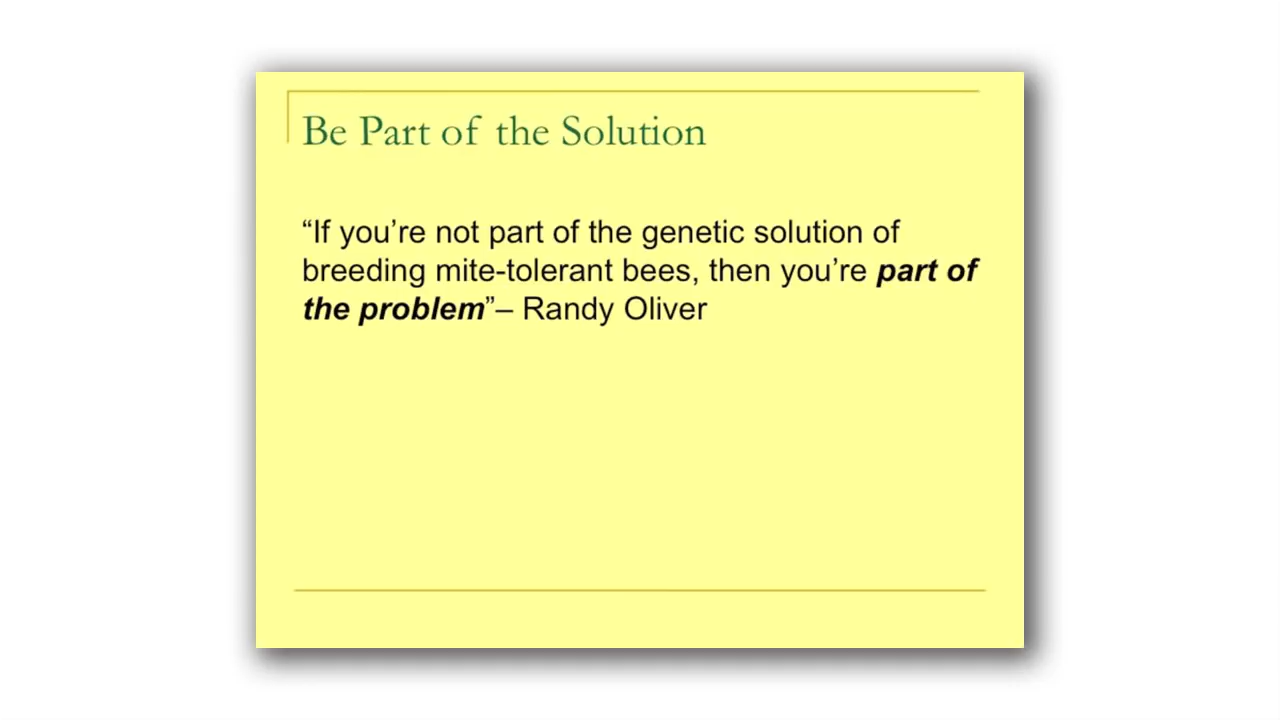 Be Part of the Solution
“If you’re not part of the genetic solution of
breeding mite-tolerant bees, then you’re part of
the problem”– Randy Oliver